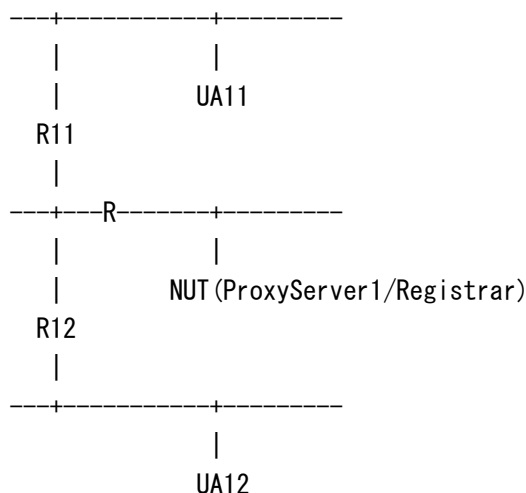 UA11
R11
R
NUT(ProxyServer1/Registrar)
R12
UA12